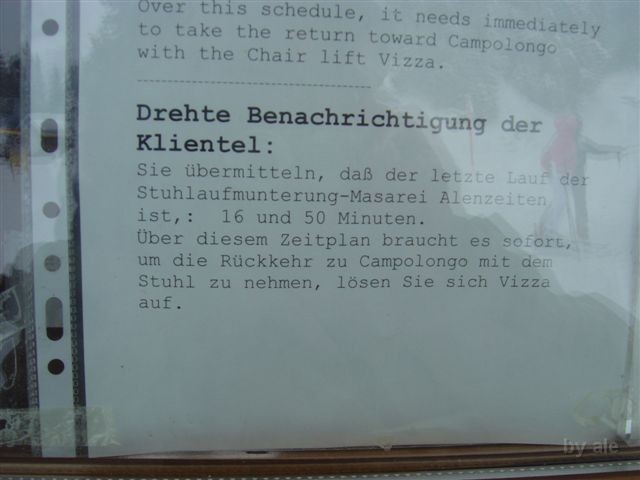 Over this schedule, it needs immediately
to take the return toward Campolongo
with the Chair lift Vizza.
------------------------------
Drehte Benachrichtigung der
Klientel:
Sie übermitteln, daß der letzte Lauf der
Stuhlaufmunterung-Masarei Alenzeiten
ist,: 16 und 50 Minuten.
Über diesem Zeitplan braucht es sofort,
um die Rückkehr zu Campolongo mit dem
Stuhl zu nehmen, lösen Sie sich Vizza
auf.
by ale